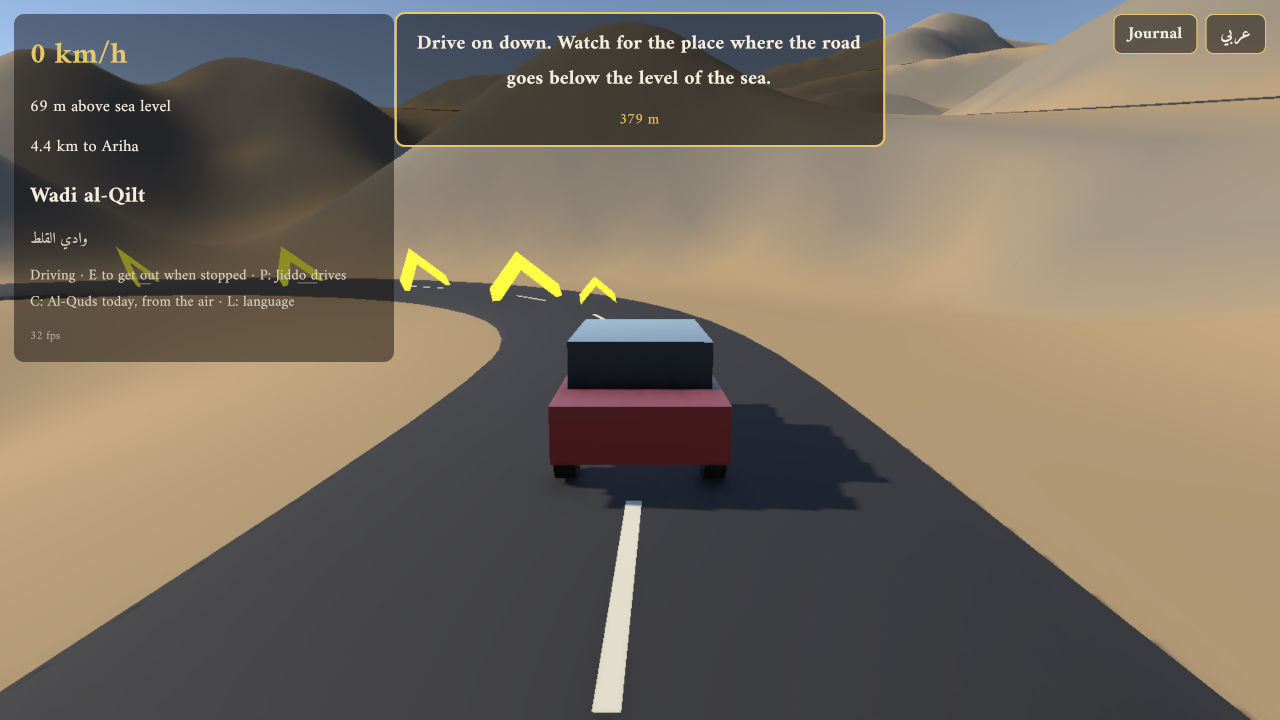 0 km/h
69 m above sea level
4.4 km to Ariha
Wadi al-Qilt
وادي القلط
Driving · E to get out when stopped · P: Jiddo drives
C: Al-Quds today, from the air · L: language
32 fps
Drive on down. Watch for the place where the road
goes below the level of the sea.
379 m
Journal
عربي